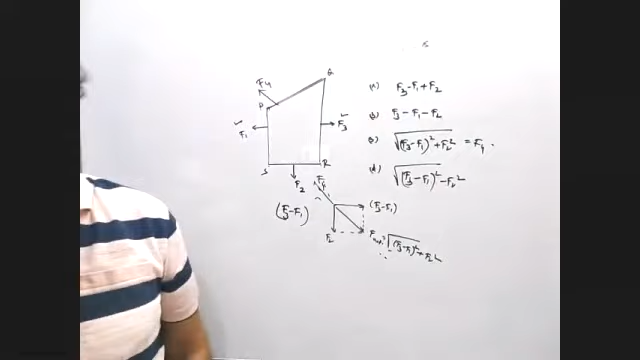 Q
F4
P
F1
F3
S
R
F2
(a) F3-F1+F2
(b) F3-F1-F2
(c) √(F3-F1)²+F2² = F4.
(d) √(F3-F1)²-F2²
F4
(F3-F1)
(F3-F1)
F2
√(F3-F1)²+F2²